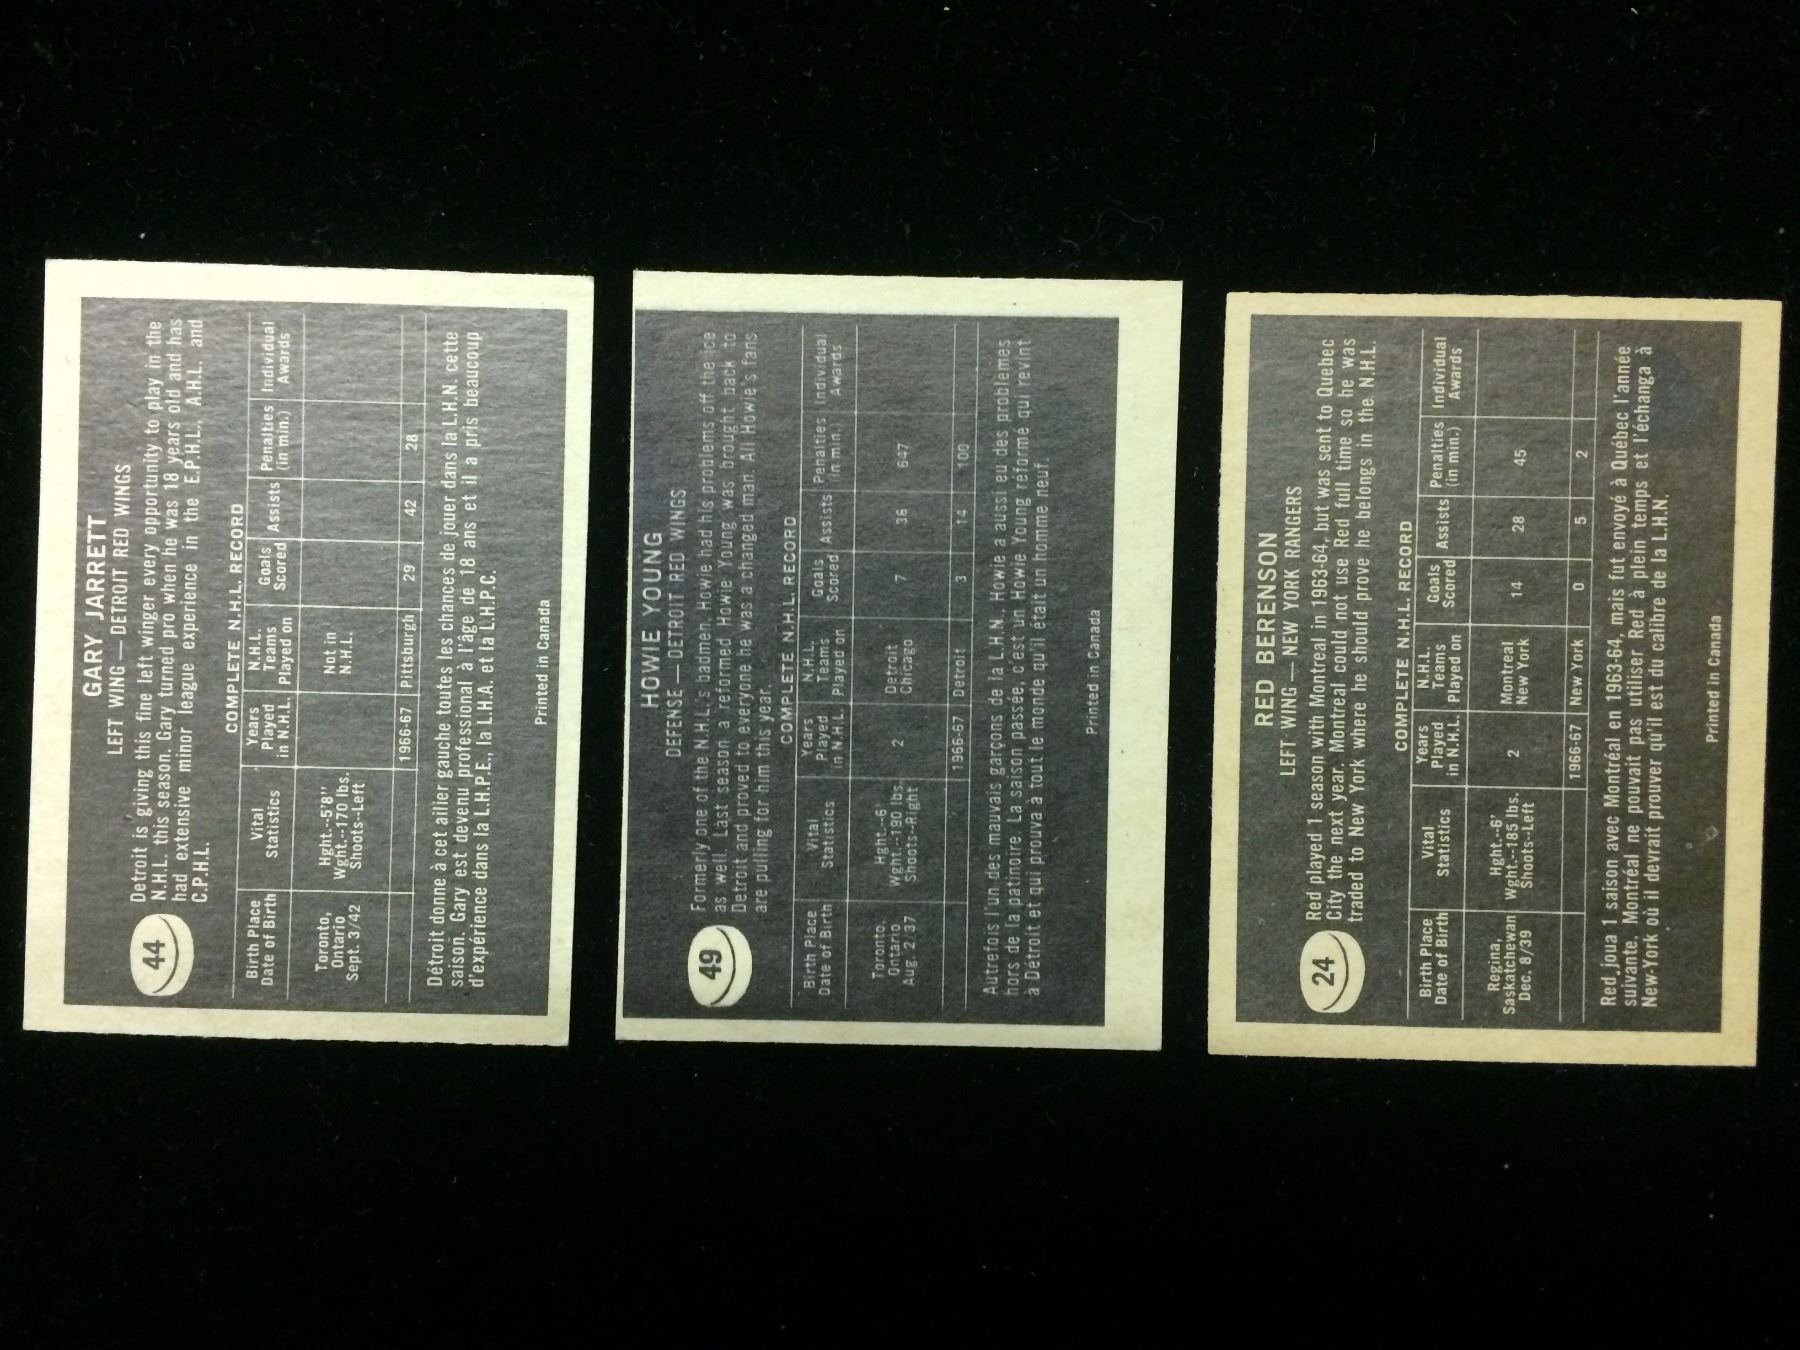 GARY JARRETT
LEFT WING — DETROIT RED WINGS
44
Detroit is giving this fine left winger every opportunity to play in the
N.H.L. this season. Gary turned pro when he was 18 years old and has
had extensive minor league experience in the E.P.H.L., A.H.L. and
C.P.H.L.
COMPLETE N.H.L. RECORD
Birth Place Date of Birth | Vital Statistics | Years Played in N.H.L. | N.H.L. Teams Played on | Goals Scored | Assists | Penalties (in min.) | Individual Awards
Toronto, Ontario Sept. 3/42 | Hght.--5'8" Wght.--170 lbs. Shoots--Left | Not in N.H.L.
1966-67 Pittsburgh 29 42 28
Détroit donne à cet ailier gauche toutes les chances de jouer dans la L.H.N. cette
saison. Gary est devenu professional à l'âge de 18 ans et il a pris beaucoup
d'expérience dans la L.H.P.E, la L.H.A. et la L.H.P.C.
Printed in Canada
HOWIE YOUNG
DEFENSE — DETROIT RED WINGS
49
Formerly one of the N.H.L.'s badmen, Howie had his problems off the ice
as well. Last season a reformed Howie Young was brought back to
Detroit and proved to everyone he was a changed man. All Howie's fans
are pulling for him this year.
COMPLETE N.H.L. RECORD
Birth Place Date of Birth | Vital Statistics | Years Played in N.H.L. | N.H.L. Teams Played on | Goals Scored | Assists | Penalties (in min.) | Individual Awards
Toronto, Ontario Aug. 2/37 | Hght.--6' Wght.--190 lbs. Shoots--Right | 2 | Detroit Chicago | 7 | 36 | 647
1966-67 Detroit 3 14 100
Autrefois l'un des mauvais garçons de la L.H.N., Howie a aussi eu des problèmes
hors de la patinoire. La saison passée, c'est un Howie Young réformé qui revint
à Détroit et qui prouva à tout le monde qu'il était un homme neuf.
Printed in Canada
RED BERENSON
LEFT WING — NEW YORK RANGERS
24
Red played 1 season with Montreal in 1963-64, but was sent to Quebec
City the next year. Montreal could not use Red full time so he was
traded to New York where he should prove he belongs in the N.H.L.
COMPLETE N.H.L. RECORD
Birth Place Date of Birth | Vital Statistics | Years Played in N.H.L. | N.H.L. Teams Played on | Goals Scored | Assists | Penalties (in min.) | Individual Awards
Regina, Saskatchewan Dec. 8/39 | Hght.--6' Wght.--185 lbs. Shoots--Left | 2 | Montreal New York | 14 | 28 | 45
1966-67 New York 0 5 2
Red joua 1 saison avec Montréal en 1963-64, mais fut envoyé à Québec l'année
suivante. Montréal ne pouvait pas utiliser Red à plein temps et l'échanga à
New-York où il devrait prouver qu'il est du calibre de la L.H.N.
Printed in Canada